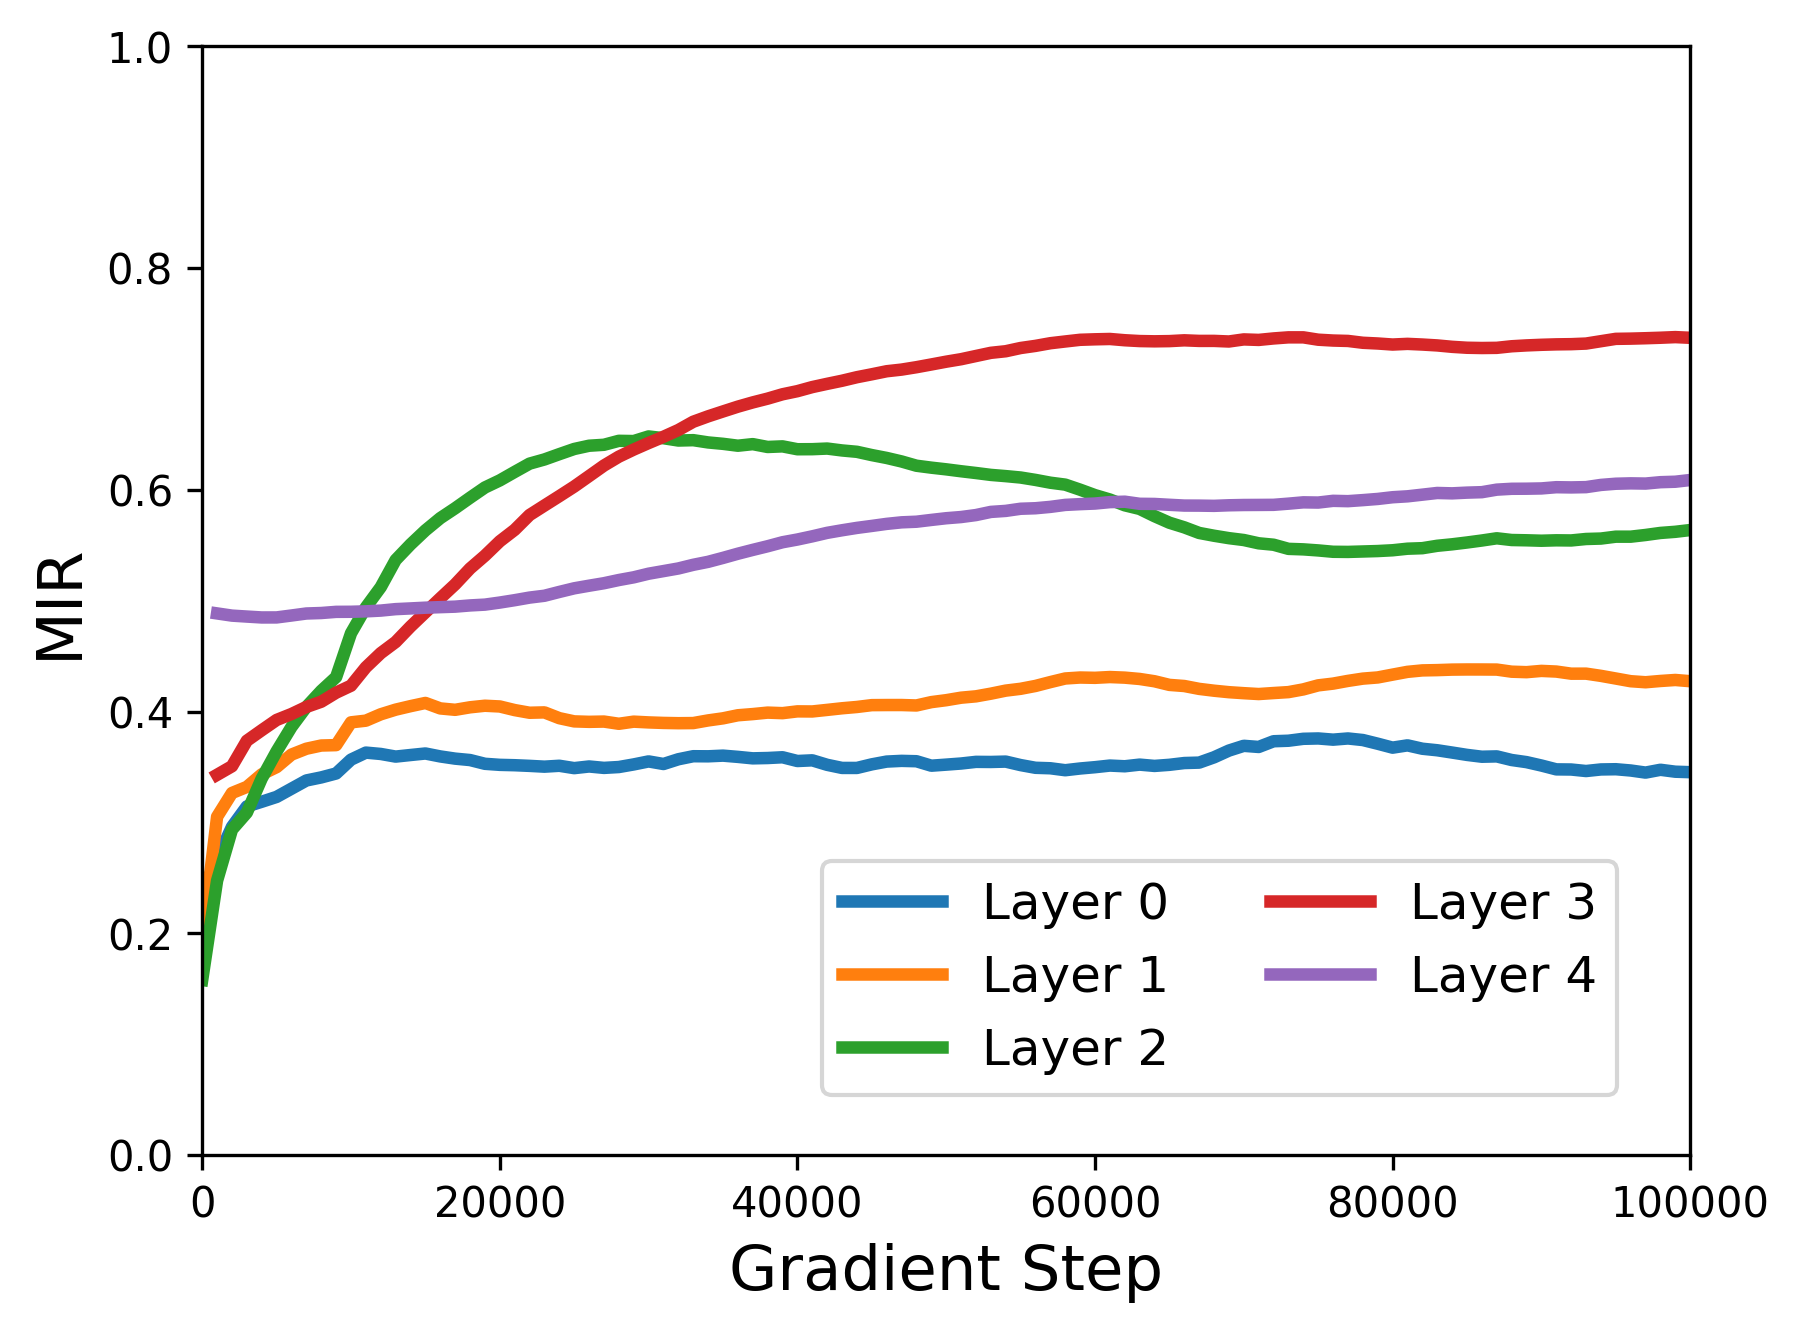 1.0
0.8
0.6
0.4
0.2
0.0
MIR
0 20000 40000 60000 80000 100000
Gradient Step
Layer 0
Layer 1
Layer 2
Layer 3
Layer 4